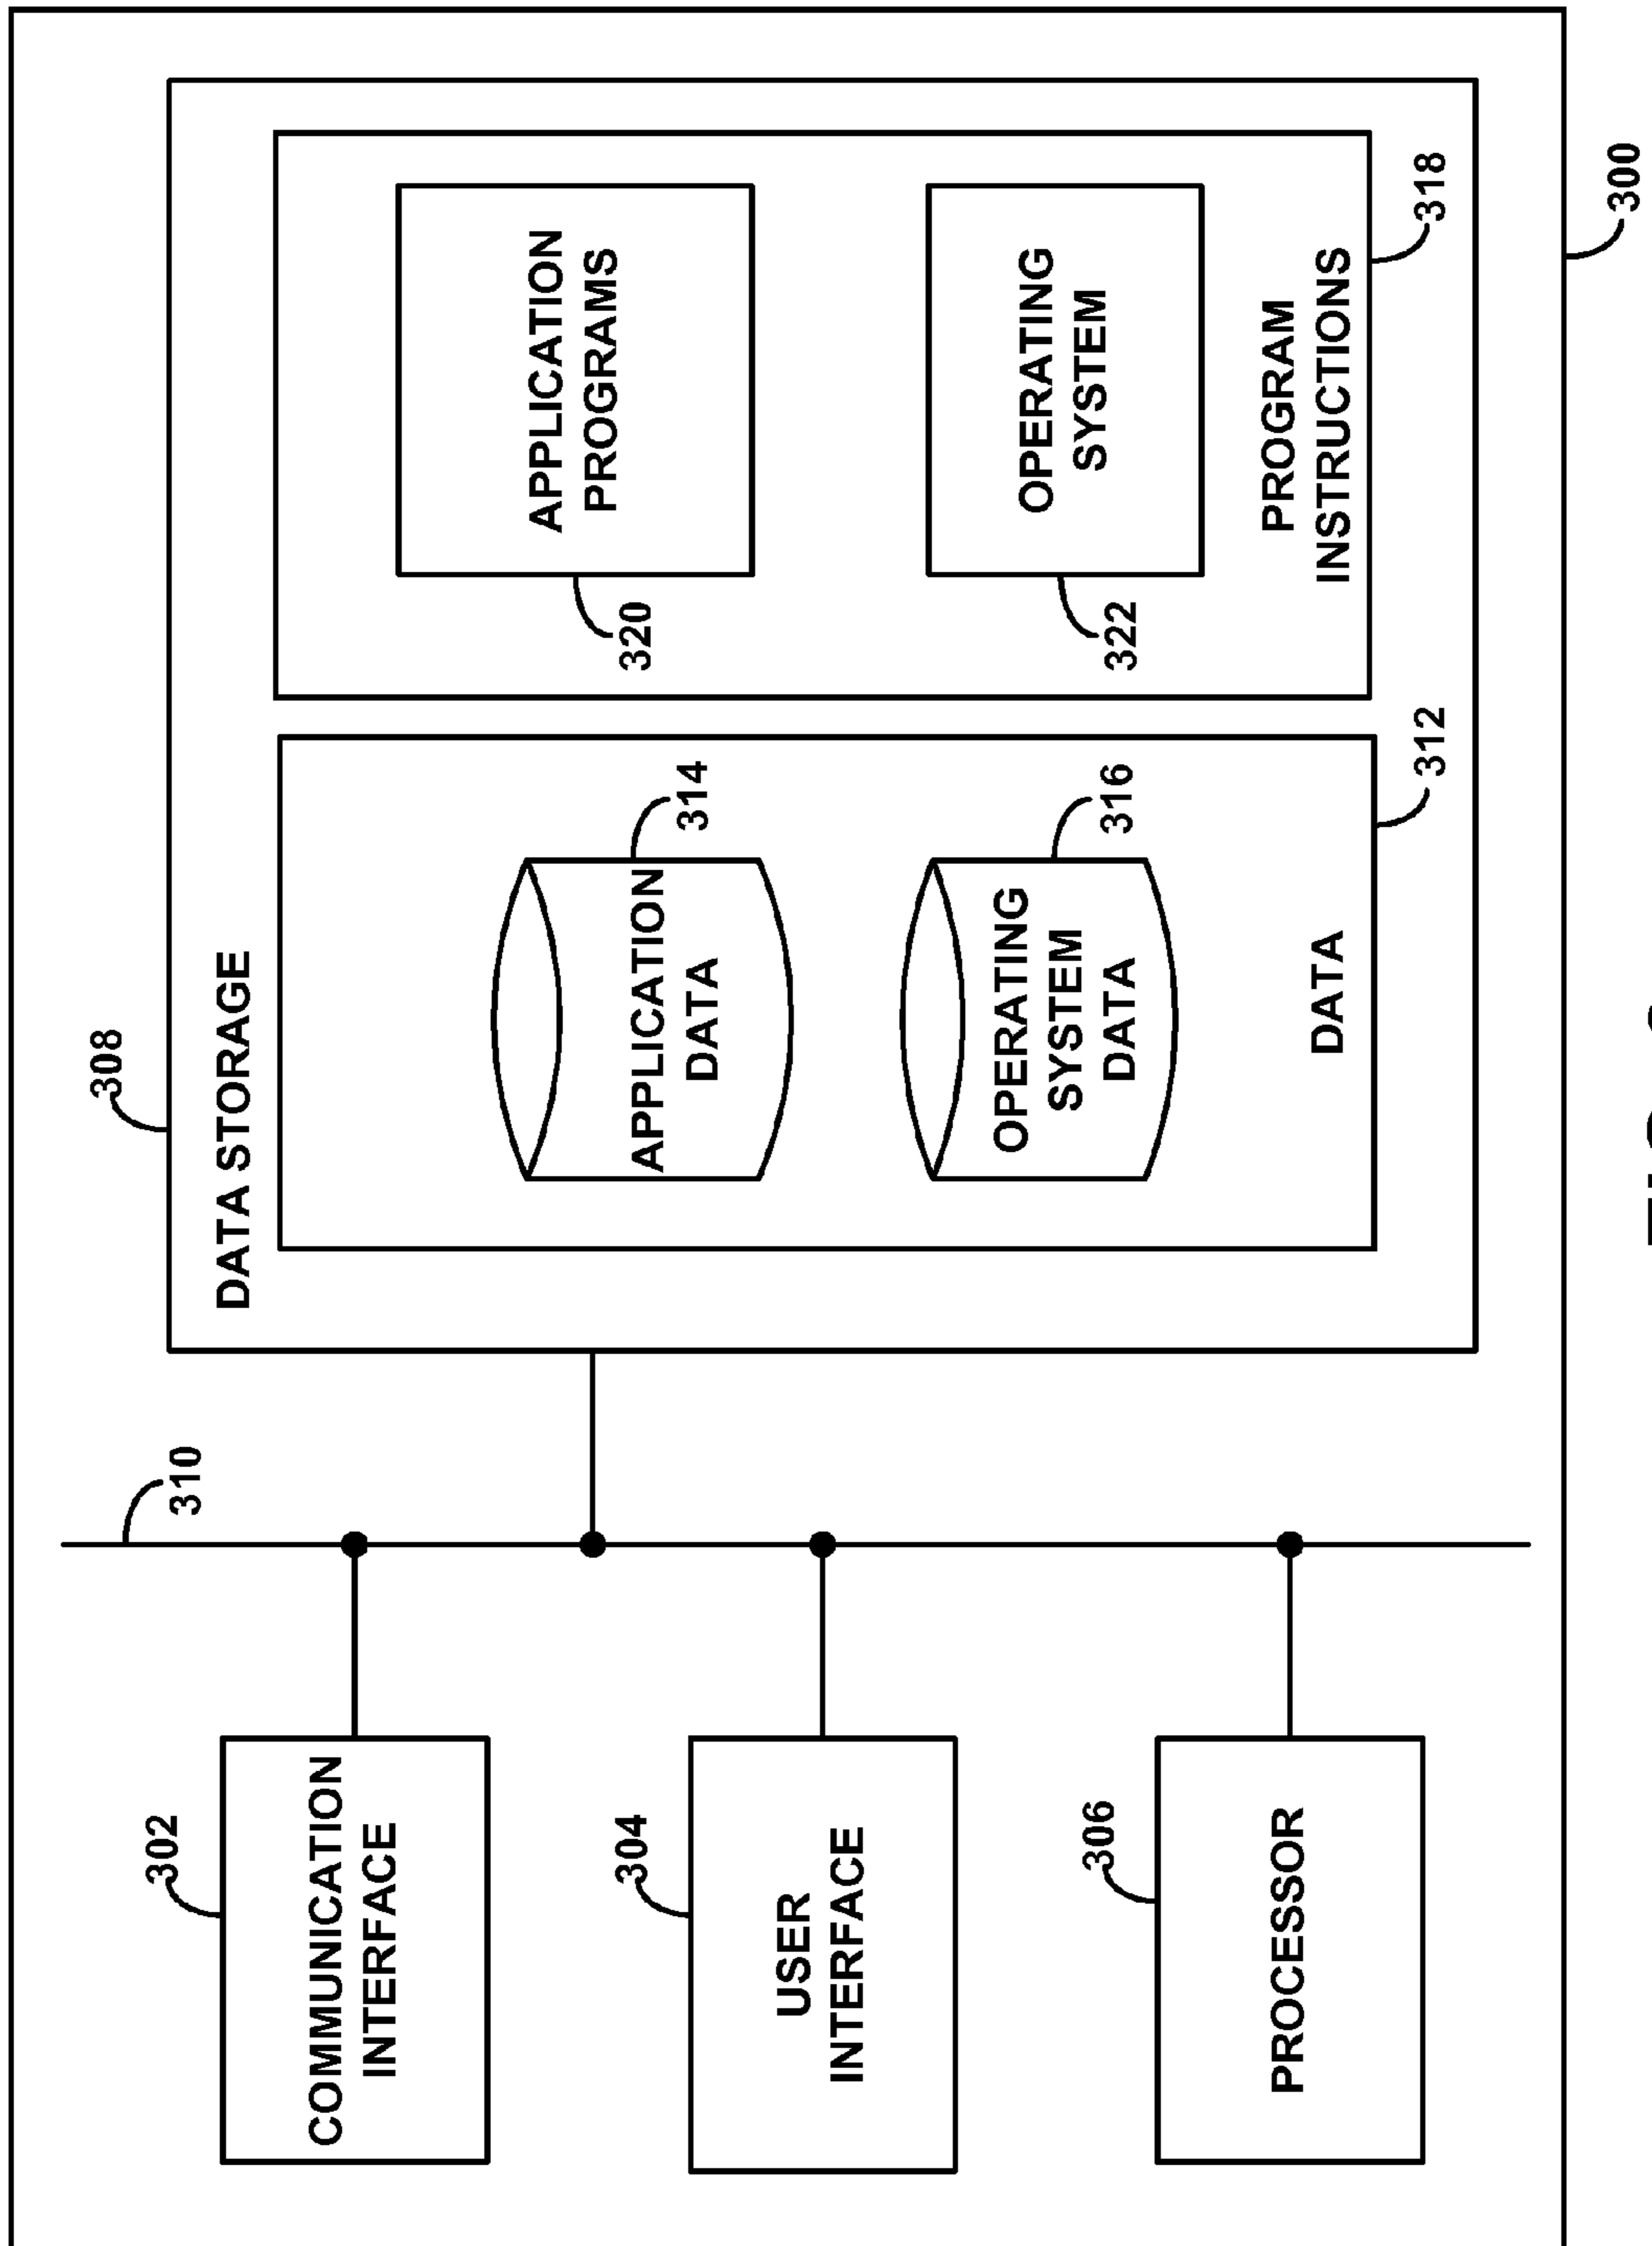 308
DATA STORAGE
310
302
COMMUNICATION
INTERFACE
304
USER
INTERFACE
306
PROCESSOR
APPLICATION
DATA
314
OPERATING
SYSTEM
DATA
316
DATA
312
APPLICATION
PROGRAMS
320
OPERATING
SYSTEM
322
PROGRAM
INSTRUCTIONS
318
300